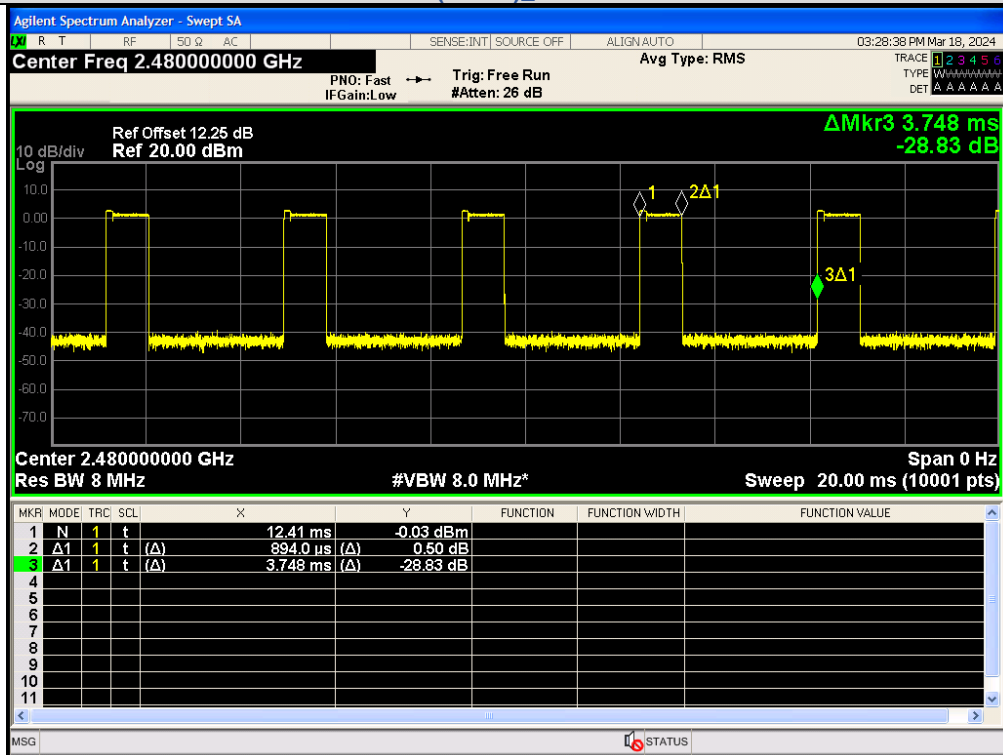 Agilent Spectrum Analyzer - Swept SA
LXI R T RF 50 Ω AC SENSE:INT SOURCE OFF ALIGN AUTO 03:28:38 PM Mar 18, 2024
Center Freq 2.480000000 GHz Avg Type: RMS TRACE 1 2 3 4 5 6
PNO: Fast Trig: Free Run TYPE W
IFGain:Low #Atten: 26 dB DET A A A A A A
ΔMkr3 3.748 ms
Ref Offset 12.25 dB
10 dB/div Ref 20.00 dBm -28.83 dB
Log
10.0
0.00
-10.0
-20.0
-30.0
-40.0
-50.0
-60.0
-70.0
1 2Δ1
3Δ1
Center 2.480000000 GHz Span 0 Hz
Res BW 8 MHz #VBW 8.0 MHz* Sweep 20.00 ms (10001 pts)
MKR MODE TRC SCL X Y FUNCTION FUNCTION WIDTH FUNCTION VALUE
1 N 1 t 12.41 ms -0.03 dBm
2 Δ1 1 t (Δ) 894.0 µs (Δ) 0.50 dB
3 Δ1 1 t (Δ) 3.748 ms (Δ) -28.83 dB
4
5
6
7
8
9
10
11
MSG STATUS